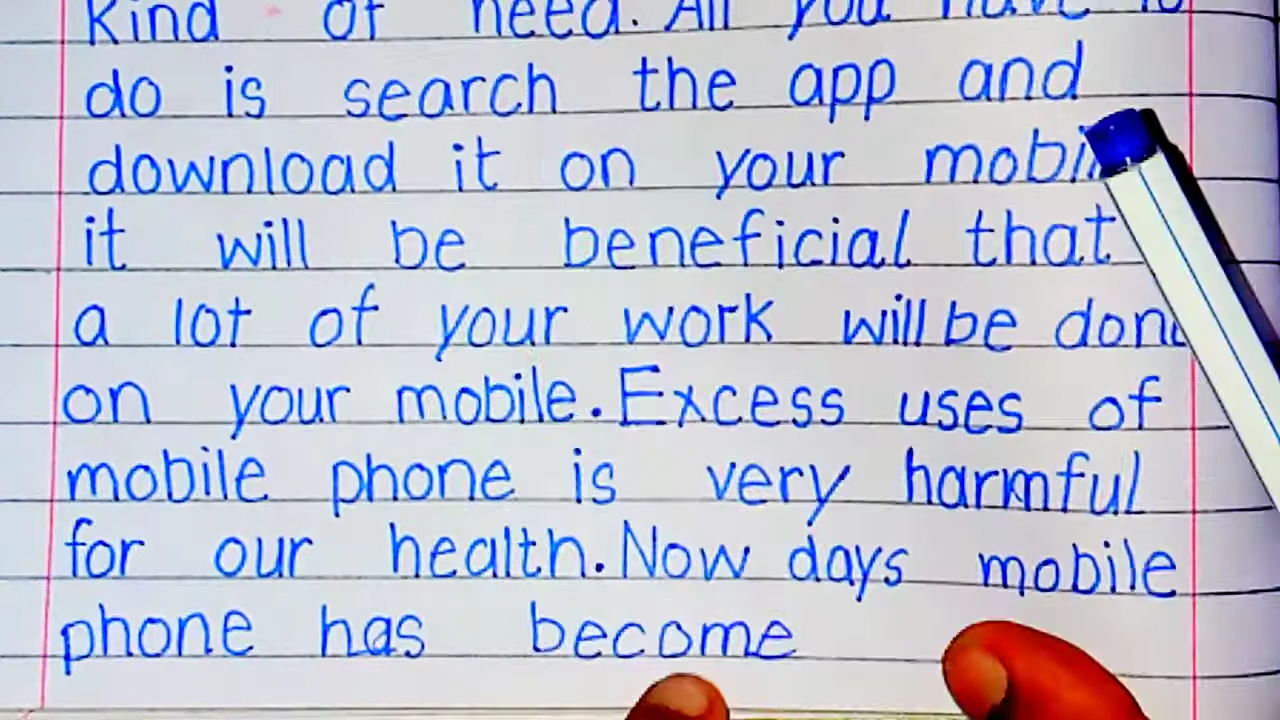 kind of need. All you have to
do is search the app and
download it on your
it will be beneficial that
a lot of your work will be done
on your mobile. Excess uses of
mobile phone is very harmful
for our health. Now days mobile
phone has become